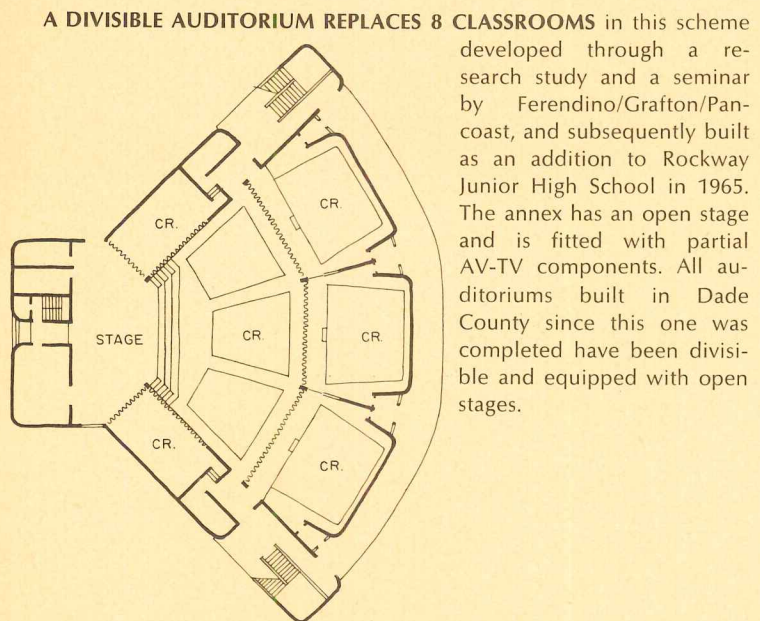 A DIVISIBLE AUDITORIUM REPLACES 8 CLASSROOMS in this scheme
developed through a re-
search study and a seminar
by Ferendino/Grafton/Pan-
coast, and subsequently built
as an addition to Rockway
Junior High School in 1965.
The annex has an open stage
and is fitted with partial
AV-TV components. All au-
ditoriums built in Dade
County since this one was
completed have been divisi-
ble and equipped with open
stages.
CR.
CR.
STAGE
CR.
CR.
CR.
CR.